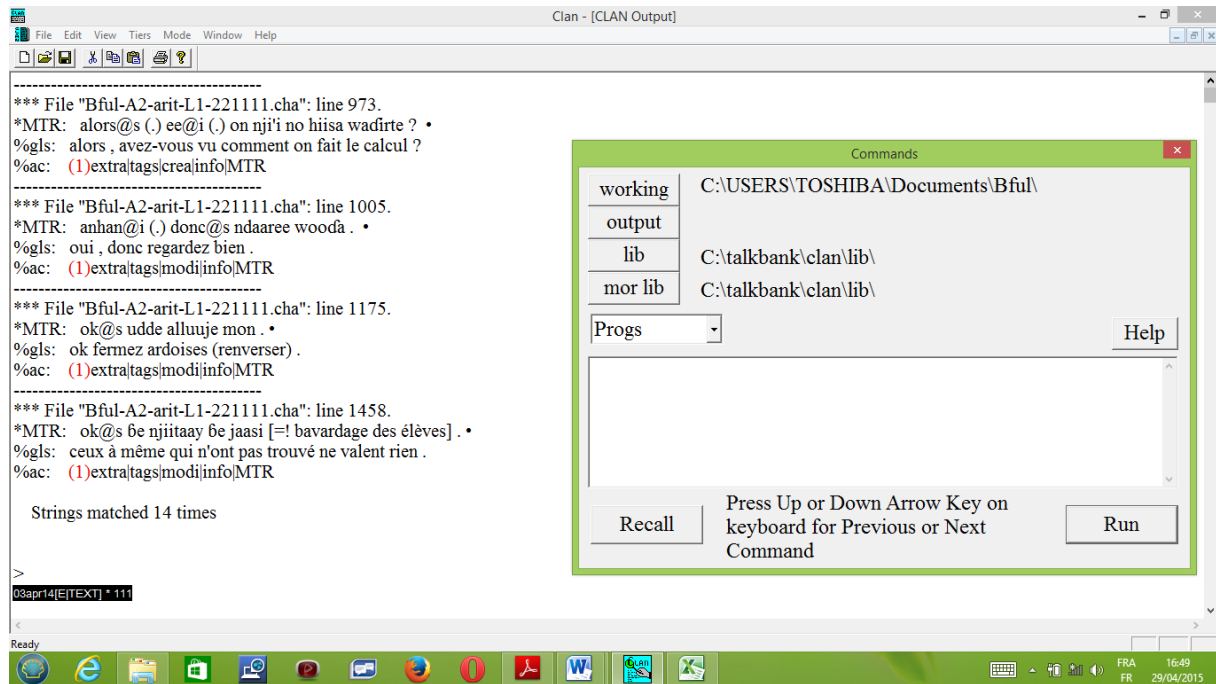 Clan - [CLAN Output]
File Edit View Tiers Mode Window Help
----------------------------------------
*** File "Bful-A2-arit-L1-221111.cha": line 973.
*MTR: alors@s (.) ee@i (.) on nji'i no hiisa waɗirte ? •
%gls: alors , avez-vous vu comment on fait le calcul ?
%ac: (1)extra|tags|crea|info|MTR
----------------------------------------
*** File "Bful-A2-arit-L1-221111.cha": line 1005.
*MTR: anhan@i (.) donc@s ndaaree wooɗa . •
%gls: oui , donc regardez bien .
%ac: (1)extra|tags|modi|info|MTR
----------------------------------------
*** File "Bful-A2-arit-L1-221111.cha": line 1175.
*MTR: ok@s udde alluuje mon . •
%gls: ok fermez ardoises (renverser) .
%ac: (1)extra|tags|modi|info|MTR
----------------------------------------
*** File "Bful-A2-arit-L1-221111.cha": line 1458.
*MTR: ok@s ɓe njiitaay ɓe jaasi [=! bavardage des élèves] . •
%gls: ceux à même qui n'ont pas trouvé ne valent rien .
%ac: (1)extra|tags|modi|info|MTR
Strings matched 14 times
>
03apr14[E|TEXT] * 111
Ready
Commands
working C:\USERS\TOSHIBA\Documents\Bful\
output
lib C:\talkbank\clan\lib\
mor lib C:\talkbank\clan\lib\
Progs
Help
Recall
Press Up or Down Arrow Key on
keyboard for Previous or Next
Command
Run
FRA 16:49
FR 29/04/2015